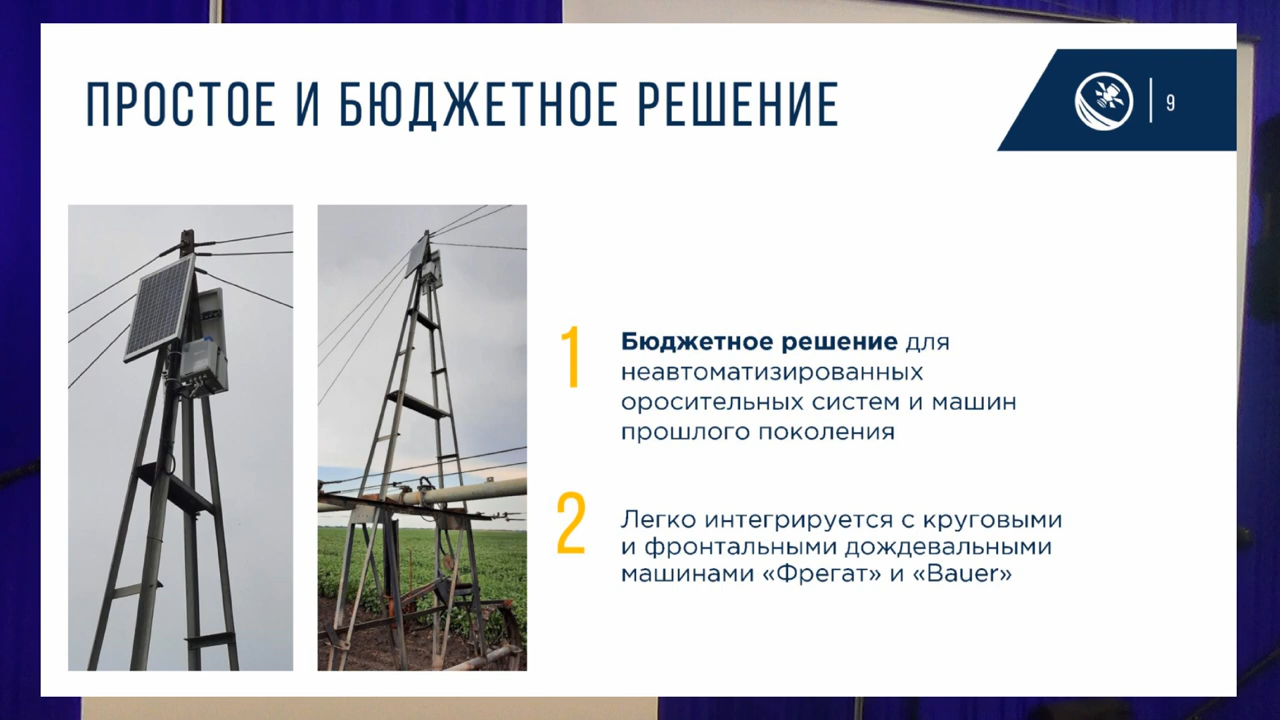 ПРОСТОЕ И БЮДЖЕТНОЕ РЕШЕНИЕ
9
1
Бюджетное решение для
неавтоматизированных
оросительных систем и машин
прошлого поколения
2
Легко интегрируется с круговыми
и фронтальными дождевальными
машинами «Фрегат» и «Bauer»